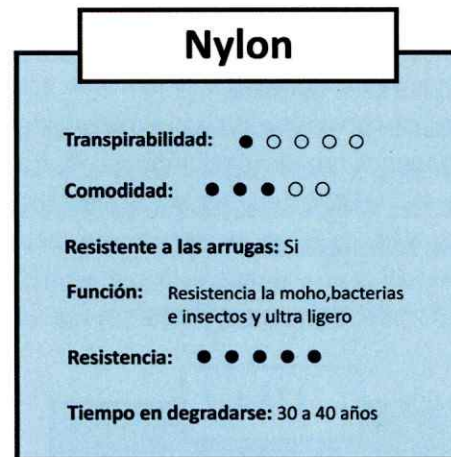 Nylon
Transpirabilidad: ● ○ ○ ○ ○
Comodidad: ● ● ● ○ ○
Resistente a las arrugas: Si
Función: Resistencia la moho,bacterias
e insectos y ultra ligero
Resistencia: ● ● ● ● ●
Tiempo en degradarse: 30 a 40 años